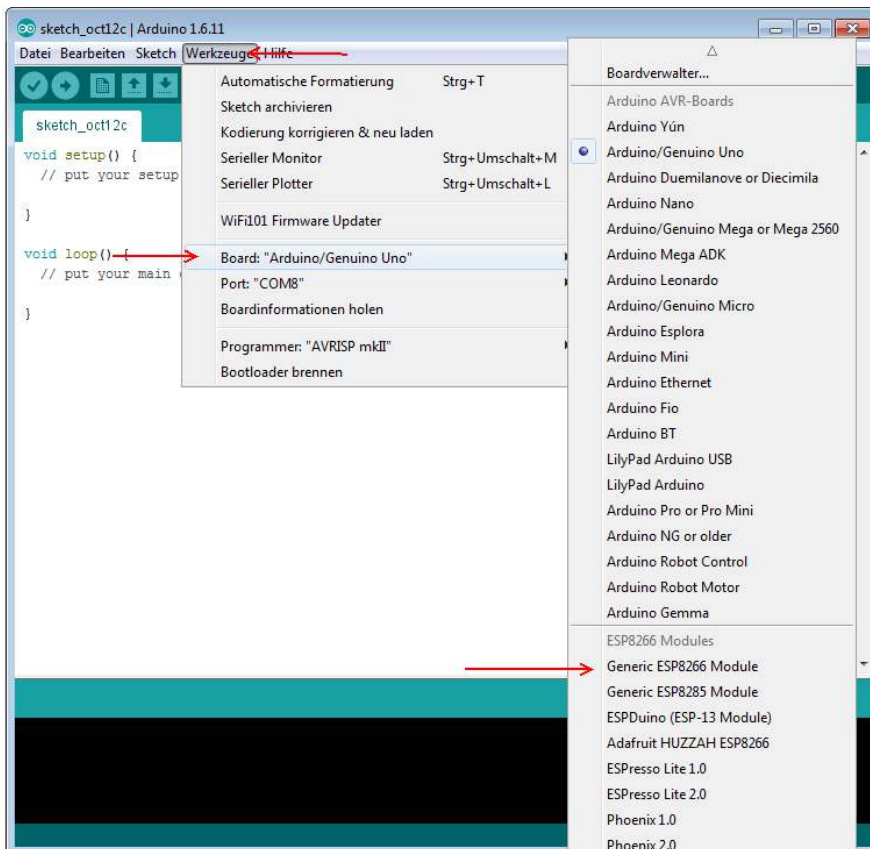 sketch_oct12c | Arduino 1.6.11
Datei Bearbeiten Sketch Werkzeuge Hilfe
sketch_oct12c
void setup() {
// put your setup
}
void loop() {
// put your main
}
Automatische Formatierung Strg+T
Sketch archivieren
Kodierung korrigieren & neu laden
Serieller Monitor Strg+Umschalt+M
Serieller Plotter Strg+Umschalt+L
WiFi101 Firmware Updater
Board: "Arduino/Genuino Uno"
Port: "COM8"
Boardinformationen holen
Programmer: "AVRISP mkII"
Bootloader brennen
Boardverwalter...
Arduino AVR-Boards
Arduino Yún
Arduino/Genuino Uno
Arduino Duemilanove or Diecimila
Arduino Nano
Arduino/Genuino Mega or Mega 2560
Arduino Mega ADK
Arduino Leonardo
Arduino/Genuino Micro
Arduino Esplora
Arduino Mini
Arduino Ethernet
Arduino Fio
Arduino BT
LilyPad Arduino USB
LilyPad Arduino
Arduino Pro or Pro Mini
Arduino NG or older
Arduino Robot Control
Arduino Robot Motor
Arduino Gemma
ESP8266 Modules
Generic ESP8266 Module
Generic ESP8285 Module
ESPDuino (ESP-13 Module)
Adafruit HUZZAH ESP8266
ESPresso Lite 1.0
ESPresso Lite 2.0
Phoenix 1.0
Phoenix 2.0